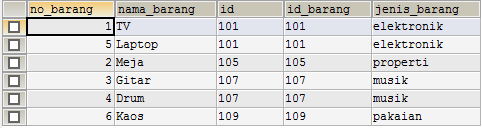 no_barang nama_barang id id_barang jenis_barang
1 TV 101 101 elektronik
5 Laptop 101 101 elektronik
2 Meja 105 105 properti
3 Gitar 107 107 musik
4 Drum 107 107 musik
6 Kaos 109 109 pakaian